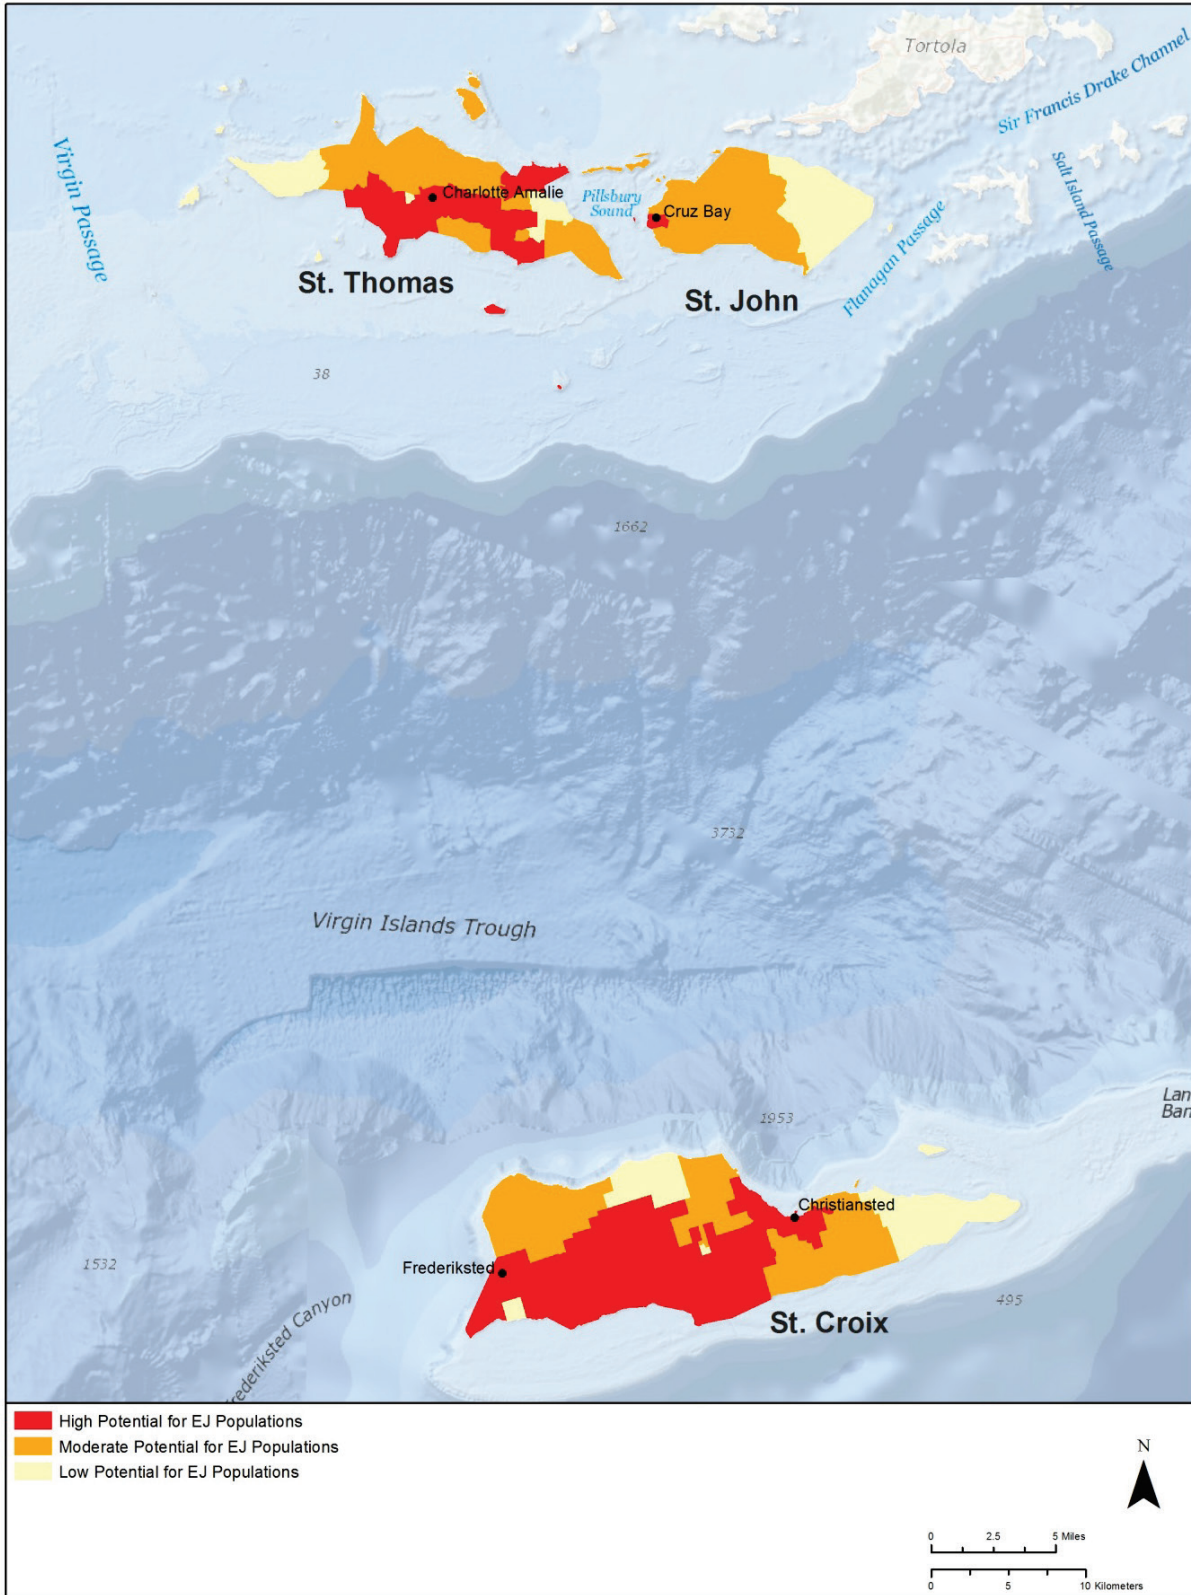 Tortola
Sir Francis Drake Channel
Virgin Passage
Salt Island Passage
Charlotte Amalie
Pillsbury
Sound
Cruz Bay
Flanagan Passage
St. Thomas
St. John
38
1662
3732
Virgin Islands Trough
Lan
Ban
1953
Christiansted
Frederiksted
1532
495
St. Croix
Frederiksted Canyon
High Potential for EJ Populations
Moderate Potential for EJ Populations
Low Potential for EJ Populations
N
0 2.5 5 Miles
0 5 10 Kilometers